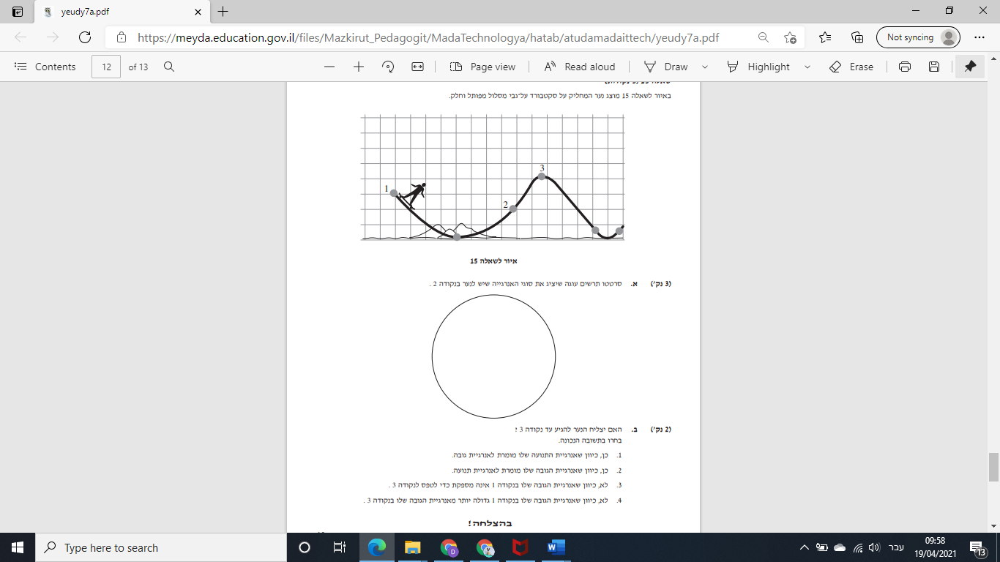 yeudy7a.pdf
https://meyda.education.gov.il/files/Mazkirut_Pedagogit/MadaTechnologya/hatab/atudamadaittech/yeudy7a.pdf
Not syncing
Contents
12
of 13
Page view
Read aloud
Draw
Highlight
Erase
באיור לשאלה 15 מוצג נער המחליק על סקטבורד על־גבי מסלול מפותל וחלק.
3
1
2
איור לשאלה 15
(3 נק׳) א. סרטטו תרשים עוגה שיציג את סוגי האנרגייה שיש לנער בנקודה 2 .
(2 נק׳) ב. האם יצליח הנער להגיע עד נקודה 3 ?
בחרו בתשובה הנכונה.
1. כן, כיוון שאנרגיית התנועה שלו מומרת לאנרגיית גובה.
2. כן, כיוון שאנרגיית הגובה שלו מומרת לאנרגיית תנועה.
3. לא, כיוון שאנרגיית הגובה שלו בנקודה 1 אינה מספקת כדי לטפס לנקודה 3 .
4. לא, כיוון שאנרגיית הגובה שלו בנקודה 1 גדולה יותר מאנרגיית הגובה שלו בנקודה 3 .
בהצלחה!
Type here to search
D
Y
W
עבר
09:58
19/04/2021
13